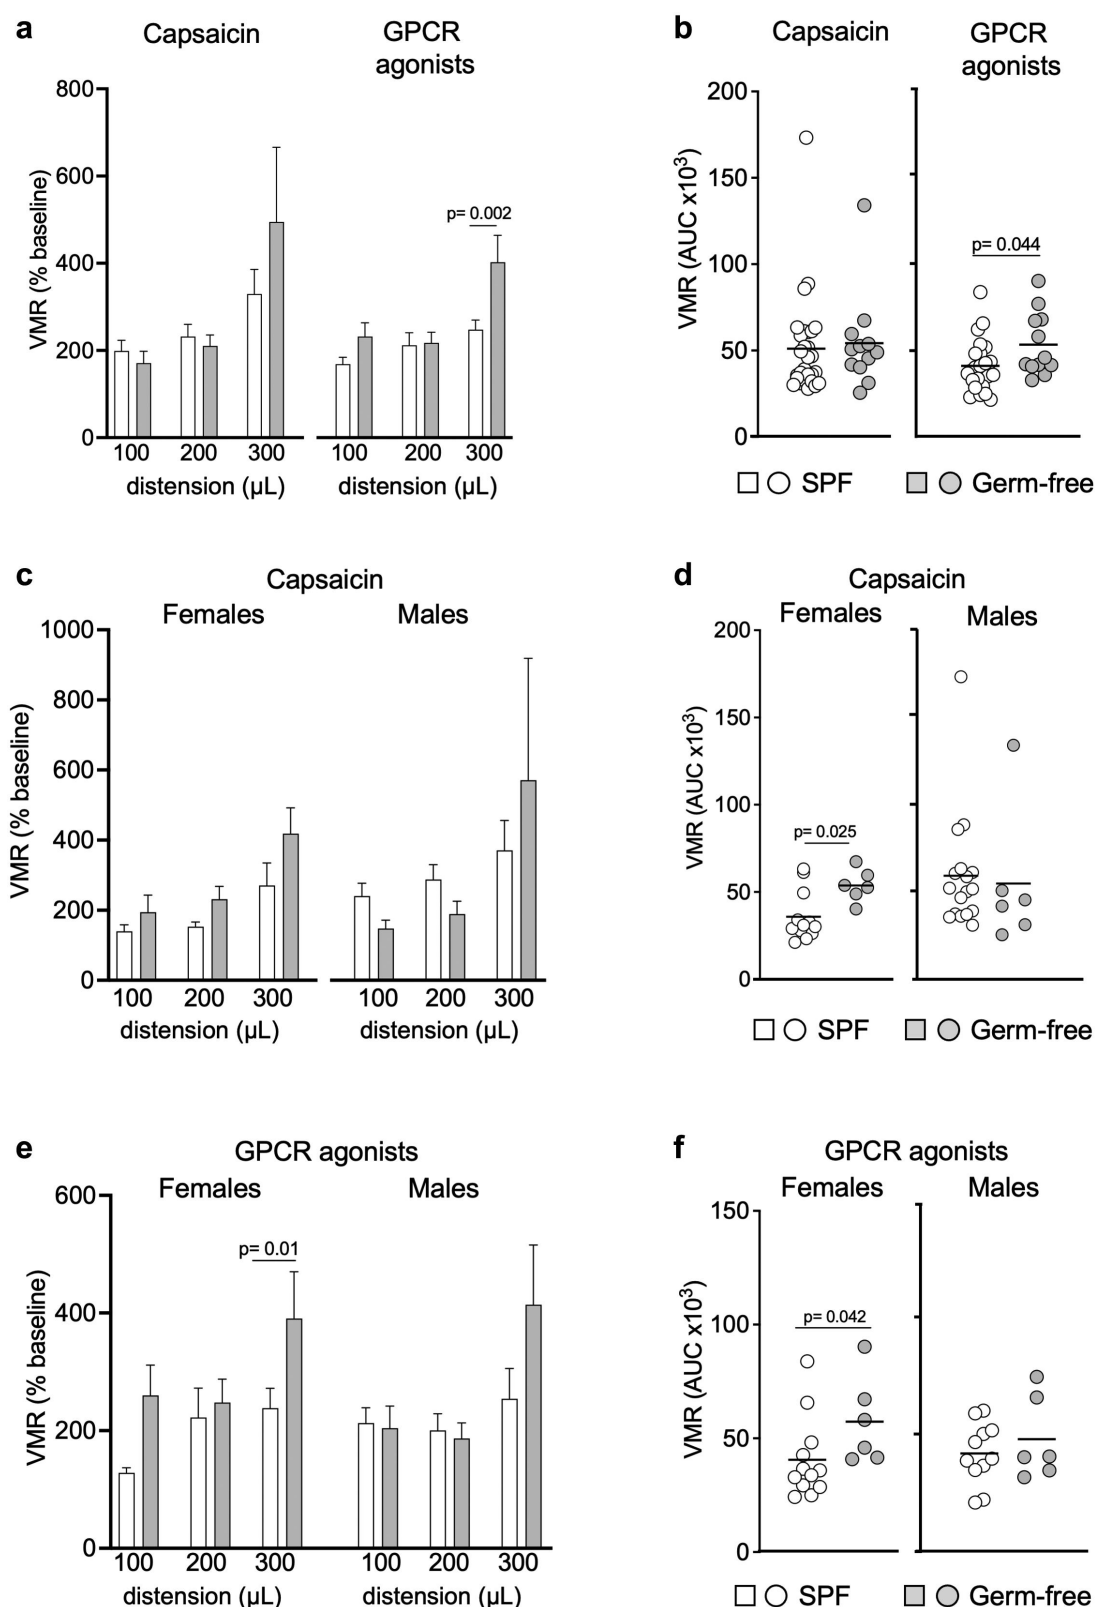 a
Capsaicin
GPCR
agonists
VMR (% baseline)
800
600
400
200
0
p= 0.002
100 200 300 100 200 300
distension (µL) distension (µL)
b
Capsaicin
GPCR
agonists
VMR (AUC x10³)
200
150
100
50
0
p= 0.044
SPF Germ-free
c
Capsaicin
Females Males
VMR (% baseline)
1000
800
600
400
200
0
100 200 300 100 200 300
distension (µL) distension (µL)
d
Capsaicin
Females Males
VMR (AUC x10³)
200
150
100
50
0
p= 0.025
SPF Germ-free
e
GPCR agonists
Females Males
VMR (% baseline)
600
400
200
0
p= 0.01
100 200 300 100 200 300
distension (µL) distension (µL)
f
GPCR agonists
Females Males
VMR (AUC x10³)
150
100
50
0
p= 0.042
SPF Germ-free